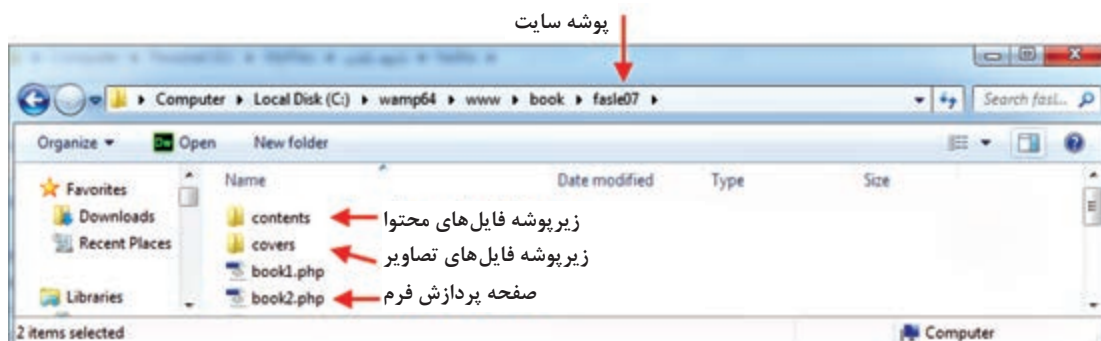 پوشه سایت
Computer ▸ Local Disk (C:) ▸ wamp64 ▸ www ▸ book ▸ fasle07 ▸
Search fasl...
Organize Open New folder
Name Date modified Type Size
Favorites
Downloads
Recent Places
Libraries
contents زیرپوشه فایل‌های محتوا
covers زیرپوشه فایل‌های تصاویر
book1.php
book2.php صفحه پردازش فرم
2 items selected Computer